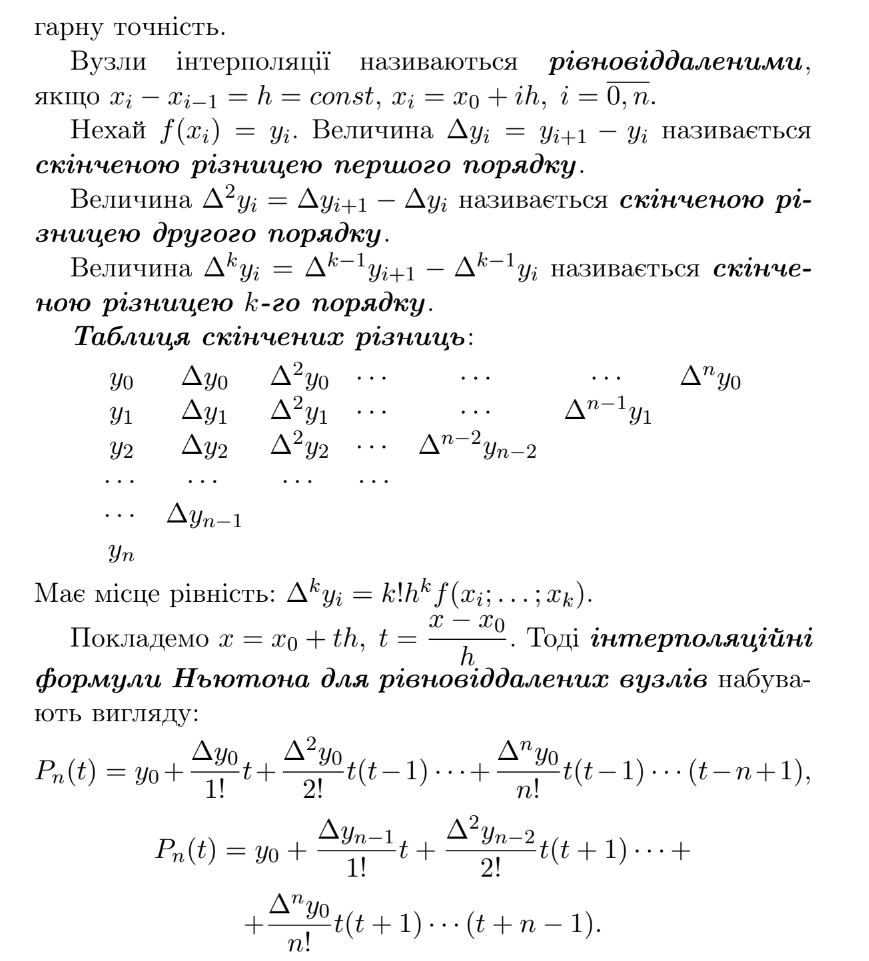 гарну точність.
Вузли інтерполяції називаються рівновіддаленими,
якщо $x_i - x_{i-1} = h = const$, $x_i = x_0 + ih$, $i = \overline{0, n}$.
Нехай $f(x_i) = y_i$. Величина $\Delta y_i = y_{i+1} - y_i$ називається
скінченою різницею першого порядку.
Величина $\Delta^2 y_i = \Delta y_{i+1} - \Delta y_i$ називається скінченою рі-
зницею другого порядку.
Величина $\Delta^k y_i = \Delta^{k-1} y_{i+1} - \Delta^{k-1} y_i$ називається скінче-
ною різницею k-го порядку.
Таблиця скінчених різниць:
$y_0$ $\Delta y_0$ $\Delta^2 y_0$ $\cdots$ $\cdots$ $\cdots$ $\Delta^n y_0$
$y_1$ $\Delta y_1$ $\Delta^2 y_1$ $\cdots$ $\cdots$ $\Delta^{n-1} y_1$
$y_2$ $\Delta y_2$ $\Delta^2 y_2$ $\cdots$ $\Delta^{n-2} y_{n-2}$
$\cdots$ $\cdots$ $\cdots$ $\cdots$
$\cdots$ $\Delta y_{n-1}$
$y_n$
Має місце рівність: $\Delta^k y_i = k! h^k f(x_i; \ldots; x_k)$.
Покладемо $x = x_0 + th$, $t = \frac{x - x_0}{h}$. Тоді інтерполяційні
формули Ньютона для рівновіддалених вузлів набува-
ють вигляду:
$P_n(t) = y_0 + \frac{\Delta y_0}{1!} t + \frac{\Delta^2 y_0}{2!} t(t-1) \cdots + \frac{\Delta^n y_0}{n!} t(t-1) \cdots (t-n+1),$
$P_n(t) = y_0 + \frac{\Delta y_{n-1}}{1!} t + \frac{\Delta^2 y_{n-2}}{2!} t(t+1) \cdots +$
$+ \frac{\Delta^n y_0}{n!} t(t+1) \cdots (t+n-1).$